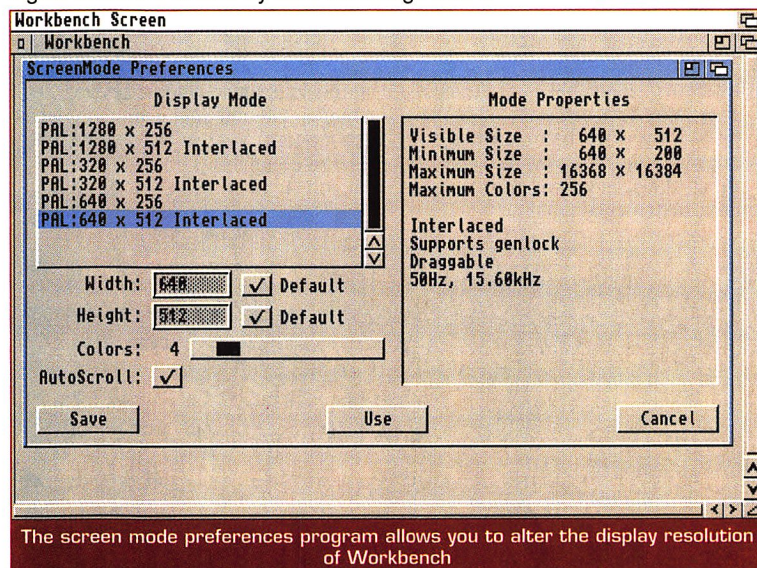 Workbench Screen
Workbench
ScreenMode Preferences
Display Mode
PAL:1280 x 256
PAL:1280 x 512 Interlaced
PAL:320 x 256
PAL:320 x 512 Interlaced
PAL:640 x 256
PAL:640 x 512 Interlaced
Width: 640 Default
Height: 512 Default
Colors: 4
AutoScroll:
Mode Properties
Visible Size : 640 x 512
Minimum Size : 640 x 200
Maximum Size : 16368 x 16384
Maximum Colors: 256
Interlaced
Supports genlock
Draggable
50Hz, 15.60kHz
Save Use Cancel
The screen mode preferences program allows you to alter the display resolution
of Workbench